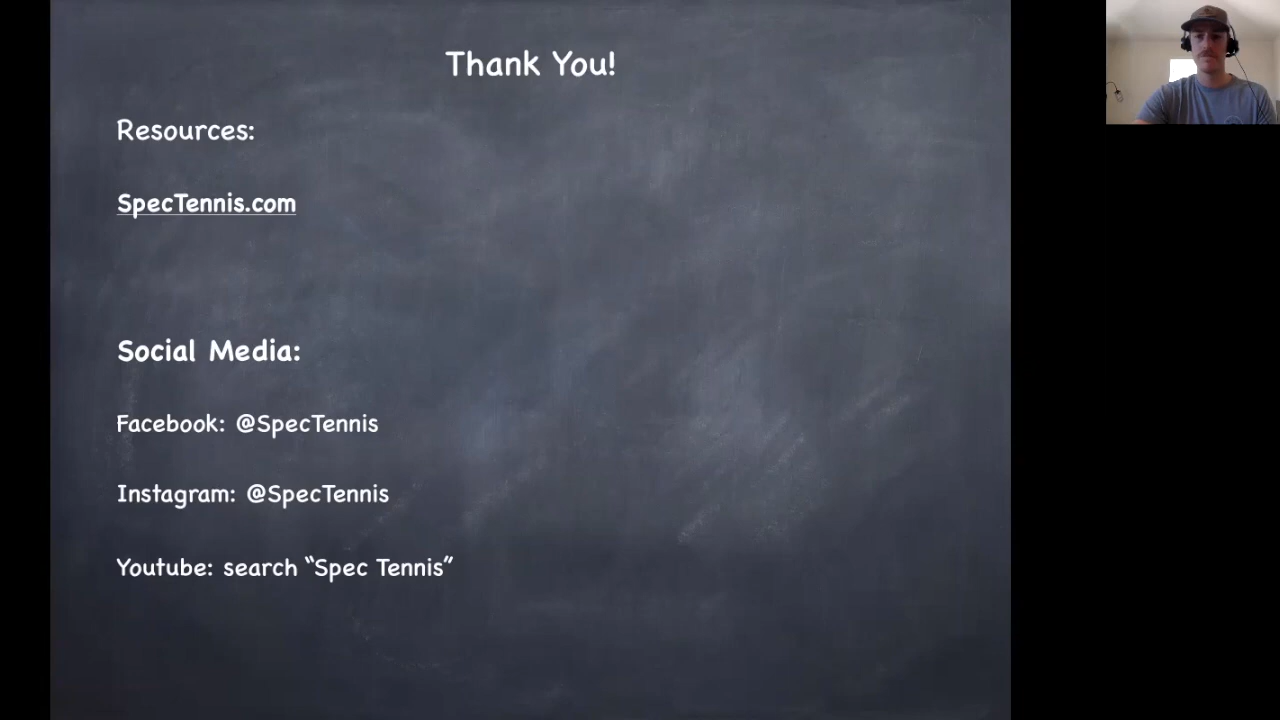 Thank You!
Resources:
SpecTennis.com
Social Media:
Facebook: @SpecTennis
Instagram: @SpecTennis
Youtube: search “Spec Tennis”